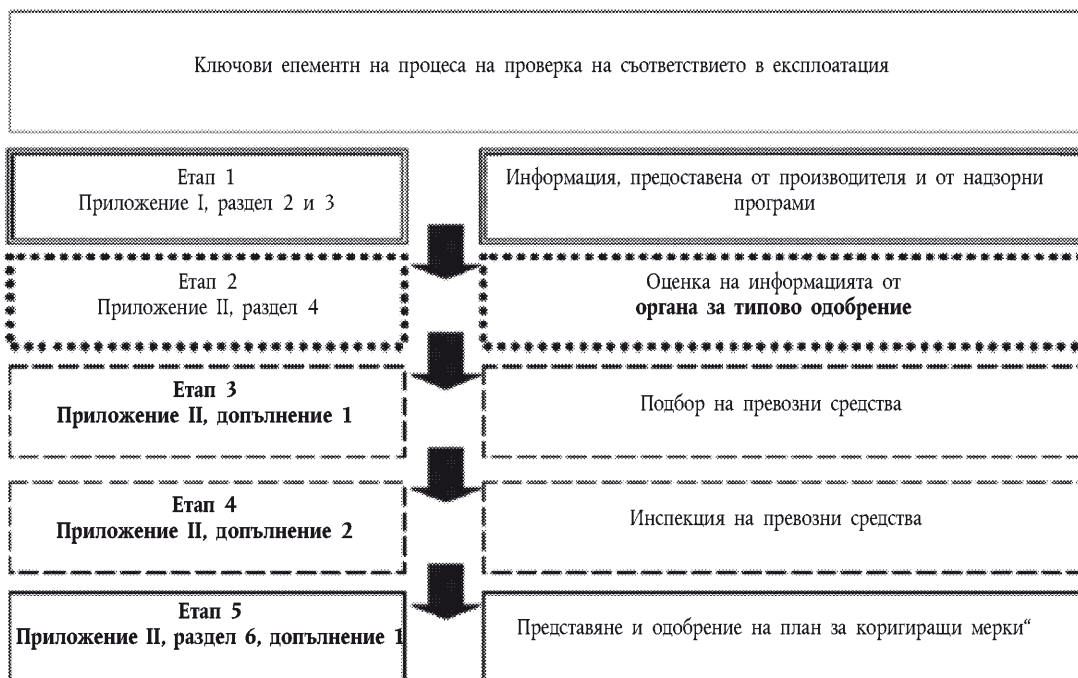 Ключови епементн на процеса на проверка на съответствието в експлоатация
Етап 1
Приложение I, раздел 2 и 3
Информация, предоставена от производителя и от надзорни
програми
Етап 2
Приложение II, раздел 4
Оценка на информацията от
органа за типово одобрение
Етап 3
Приложение II, допълнение 1
Подбор на превозни средства
Етап 4
Приложение II, допълнение 2
Инспекция на превозни средства
Етап 5
Приложение II, раздел 6, допълнение 1
Представяне и одобрение на план за коригиращи мерки“